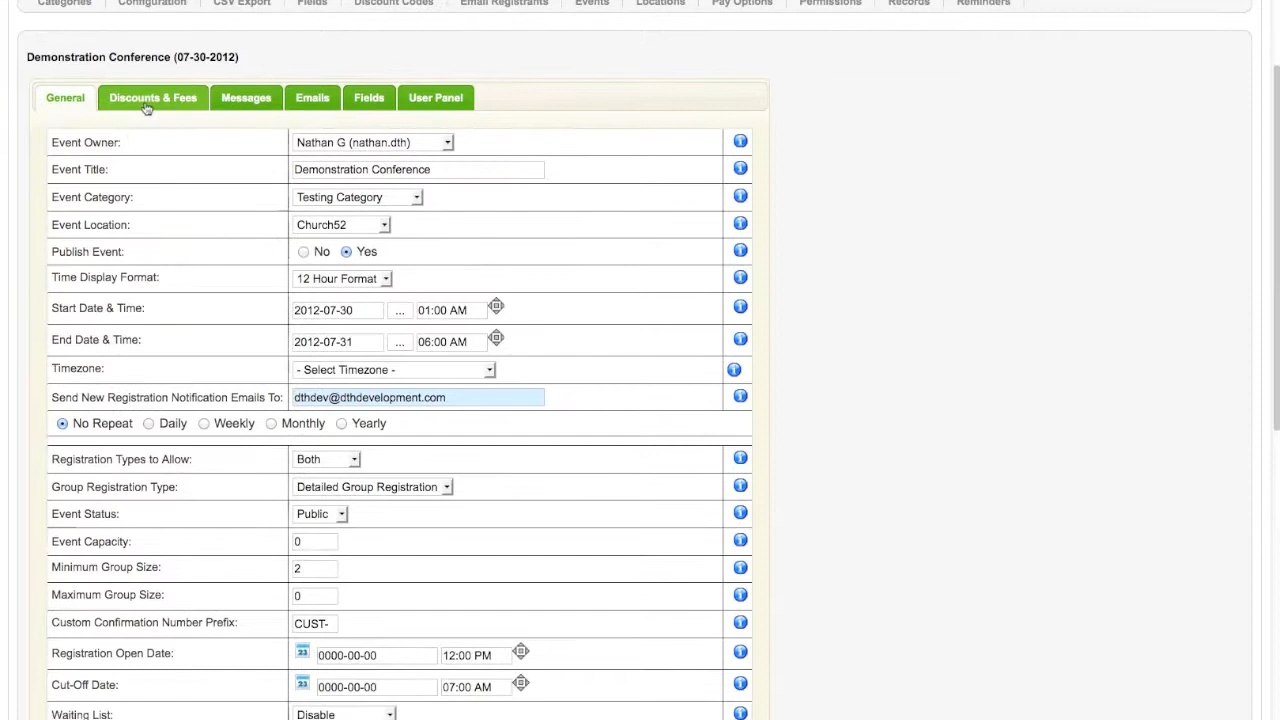 Categories Configuration CSV Export Fields Discount Codes Email Registrants Events Locations Pay Options Permissions Records Reminders
Demonstration Conference (07-30-2012)
General Discounts & Fees Messages Emails Fields User Panel
Event Owner: Nathan G (nathan.dth)
Event Title: Demonstration Conference
Event Category: Testing Category
Event Location: Church52
Publish Event: No Yes
Time Display Format: 12 Hour Format
Start Date & Time: 2012-07-30 ... 01:00 AM
End Date & Time: 2012-07-31 ... 06:00 AM
Timezone: - Select Timezone -
Send New Registration Notification Emails To: dthdev@dthdevelopment.com
No Repeat Daily Weekly Monthly Yearly
Registration Types to Allow: Both
Group Registration Type: Detailed Group Registration
Event Status: Public
Event Capacity: 0
Minimum Group Size: 2
Maximum Group Size: 0
Custom Confirmation Number Prefix: CUST-
Registration Open Date: 23 0000-00-00 12:00 PM
Cut-Off Date: 23 0000-00-00 07:00 AM
Waiting List: Disable